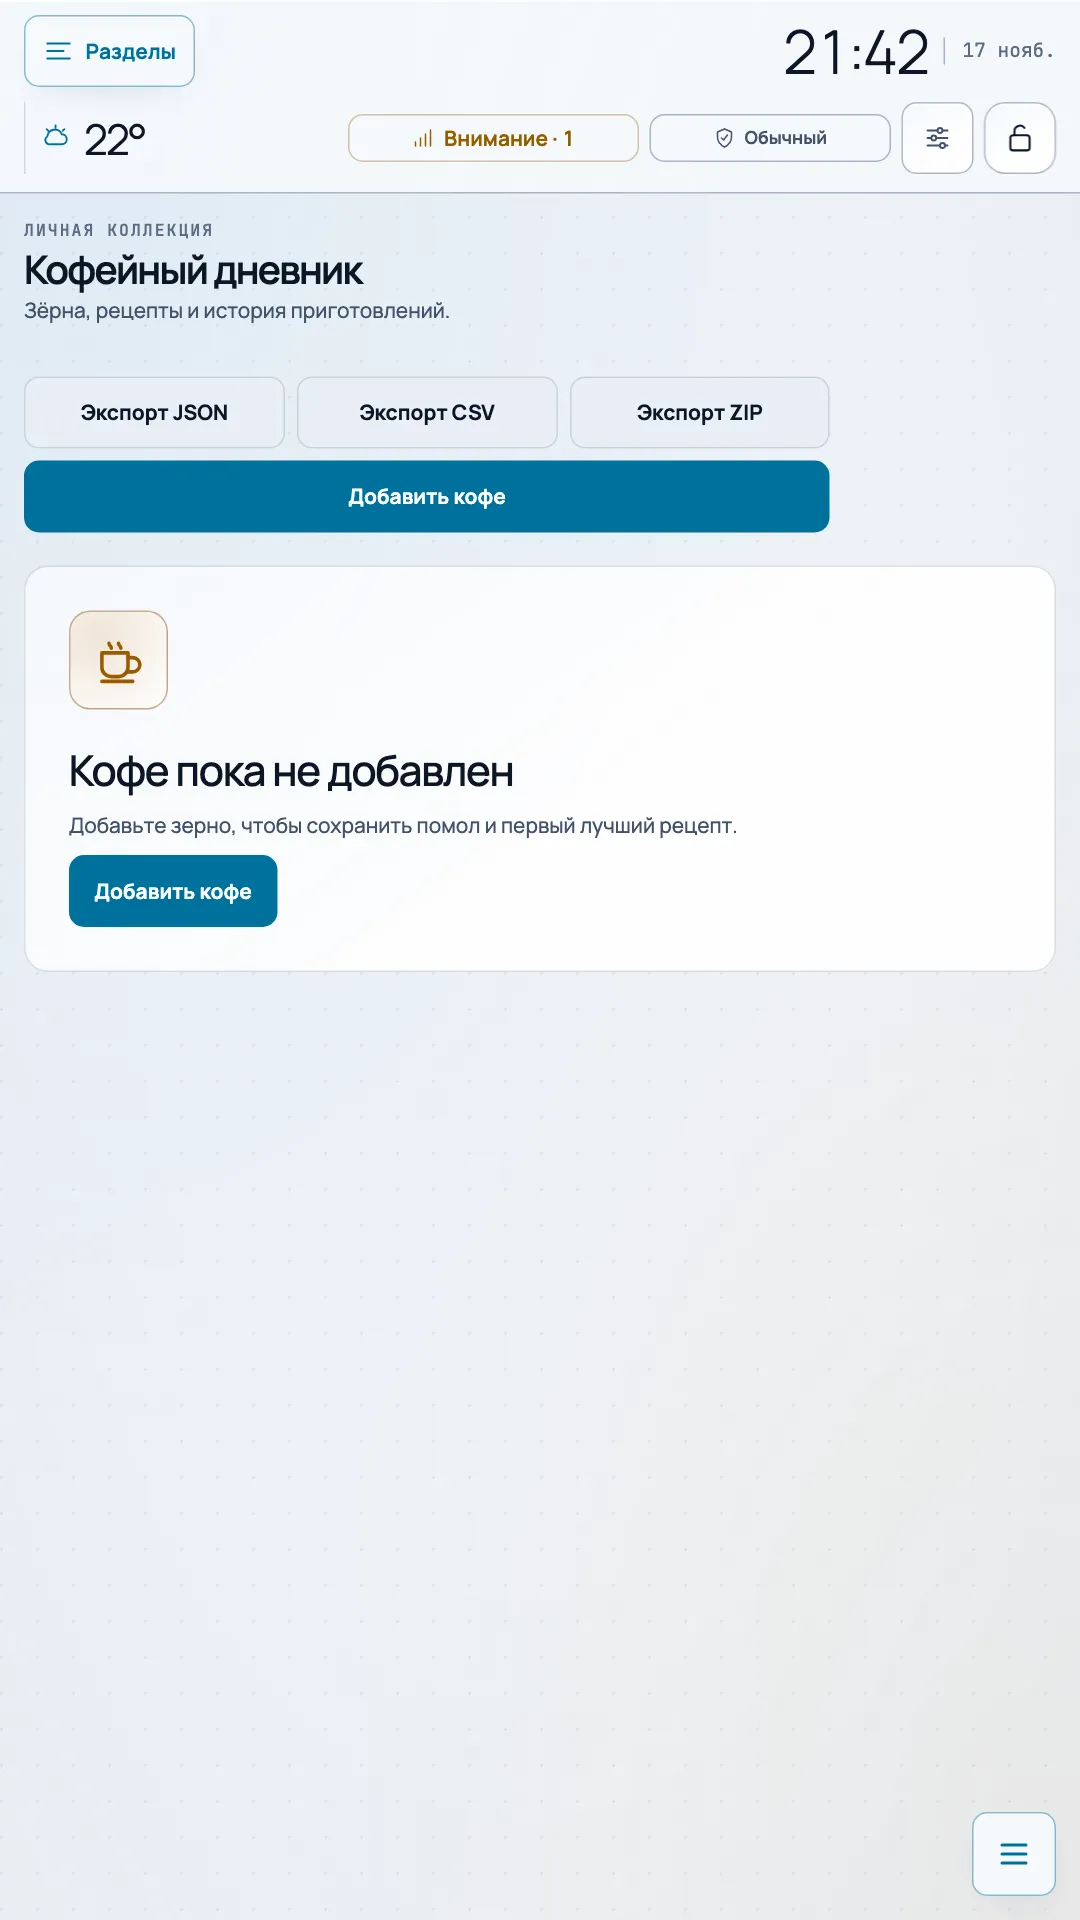 Разделы
21:42
17 нояб.
22°
Внимание · 1
Обычный
ЛИЧНАЯ КОЛЛЕКЦИЯ
Кофейный дневник
Зёрна, рецепты и история приготовлений.
Экспорт JSON
Экспорт CSV
Экспорт ZIP
Добавить кофе
Кофе пока не добавлен
Добавьте зерно, чтобы сохранить помол и первый лучший рецепт.
Добавить кофе